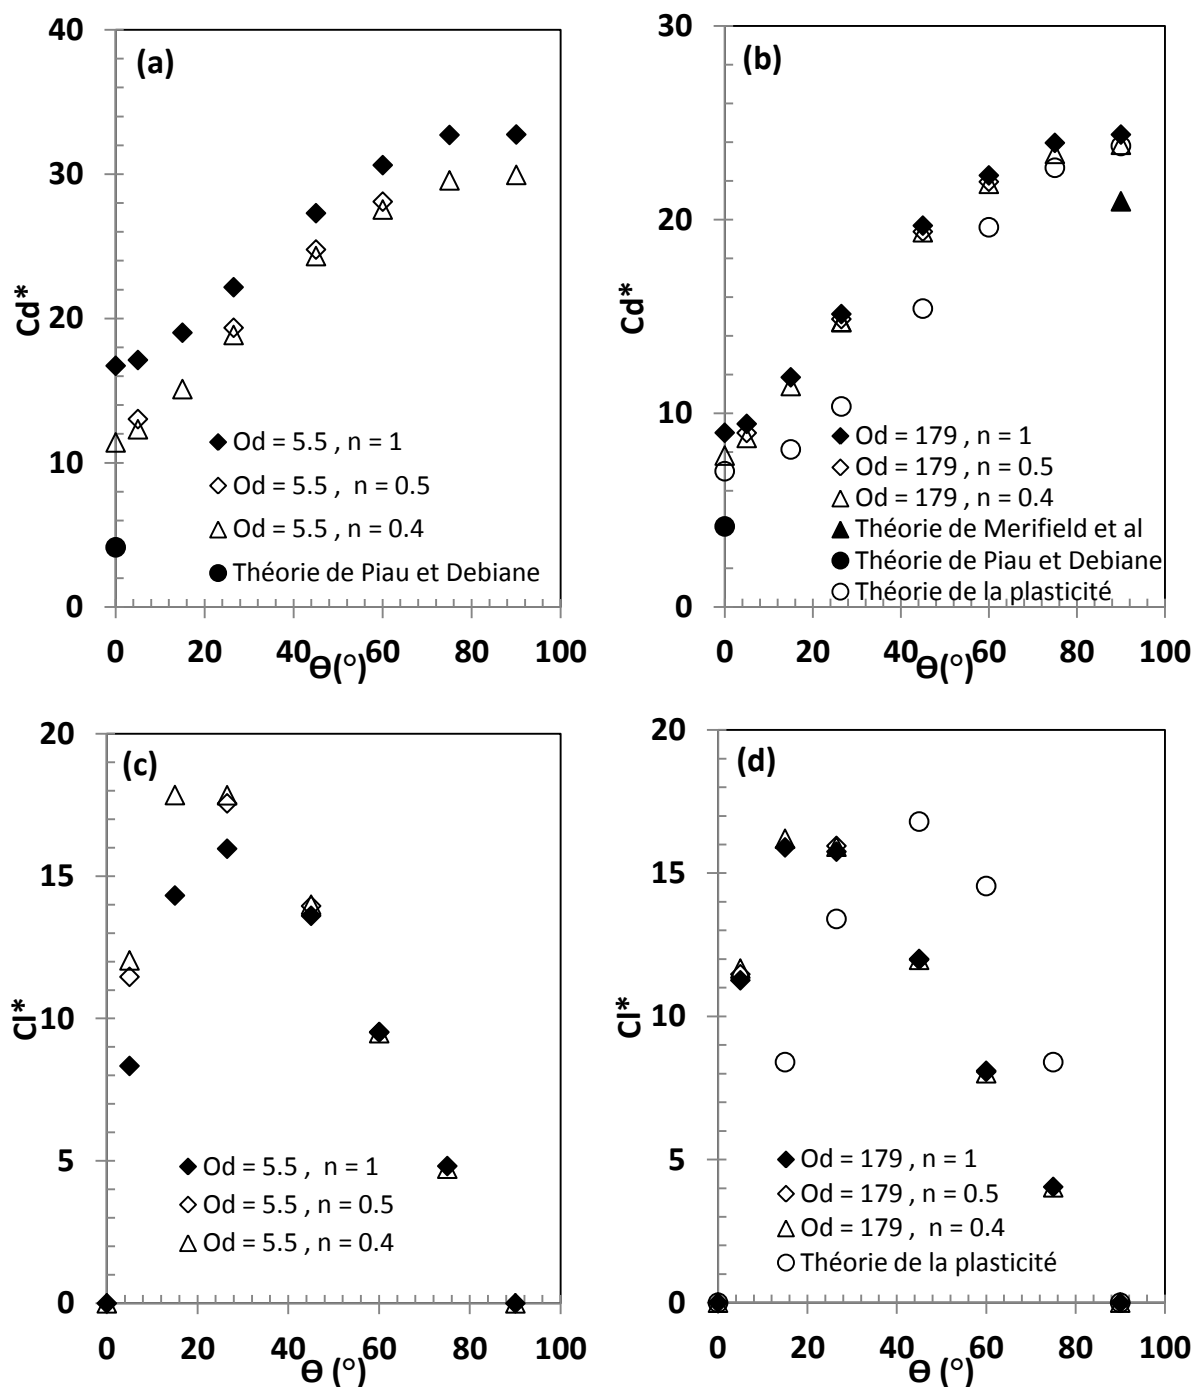 (a)
40
30
20
10
0
Cd*
Od = 5.5 , n = 1
Od = 5.5 , n = 0.5
Od = 5.5 , n = 0.4
Théorie de Piau et Debiane
0 20 40 60 80 100
Ɵ(°)
(b)
30
20
10
0
Cd*
Od = 179 , n = 1
Od = 179 , n = 0.5
Od = 179 , n = 0.4
Théorie de Merifield et al
Théorie de Piau et Debiane
Théorie de la plasticité
0 20 40 60 80 100
Ɵ(°)
(c)
20
15
10
5
0
Cl*
Od = 5.5 , n = 1
Od = 5.5 , n = 0.5
Od = 5.5 , n = 0.4
0 20 40 60 80 100
Ɵ (°)
(d)
20
15
10
5
0
Cl*
Od = 179 , n = 1
Od = 179 , n = 0.5
Od = 179 , n = 0.4
Théorie de la plasticité
0 20 40 60 80 100
Ɵ (°)